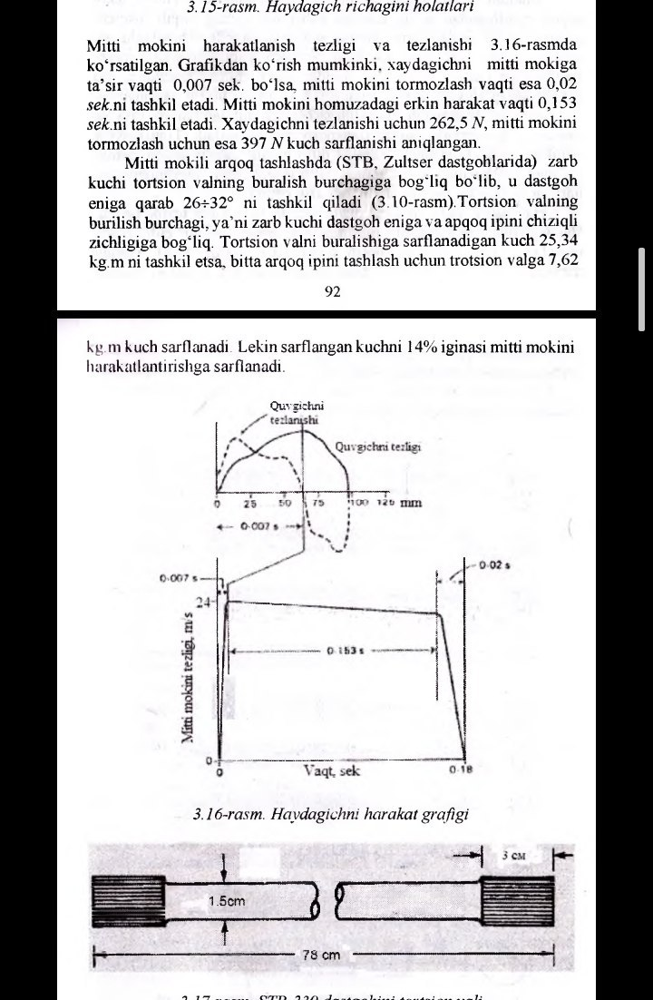 3.15-rasm. Haydagich richagini holatlari
Mitti mokini harakatlanish tezligi va tezlanishi 3.16-rasmda
ko‘rsatilgan. Grafikdan ko‘rish mumkinki, xaydagichni mitti mokiga
ta’sir vaqti 0,007 sek. bo‘lsa, mitti mokini tormozlash vaqti esa 0,02
sek.ni tashkil etadi. Mitti mokini homuzadagi erkin harakat vaqti 0,153
sek.ni tashkil etadi. Xaydagichni tezlanishi uchun 262,5 N, mitti mokini
tormozlash uchun esa 397 N kuch sarflanishi aniqlangan.
Mitti mokili arqoq tashlashda (STB, Zultser dastgohlarida) zarb
kuchi tortsion valning buralish burchagiga bog‘liq bo‘lib, u dastgoh
eniga qarab 26÷32° ni tashkil qiladi (3.10-rasm).Tortsion valning
burilish burchagi, ya’ni zarb kuchi dastgoh eniga va apqoq ipini chiziqli
zichligiga bog‘liq. Tortsion valni buralishiga sarflanadigan kuch 25,34
kg.m ni tashkil etsa, bitta arqoq ipini tashlash uchun trotsion valga 7,62
92
kg.m kuch sarflanadi. Lekin sarflangan kuchni 14% iginasi mitti mokini
harakatlantirishga sarflanadi.
Quvgichni
tezlanishi
Quvgichni tezligi
0 25 50 75 100 125 mm
0·007 s
0·007 s
0·02 s
24
0·153 s
Mitti mokini tezligi, m/s
0
0
Vaqt, sek
0·18
3.16-rasm. Haydagichni harakat grafigi
3 см
1.5cm
78 cm
3.17-rasm. STB-330 dastgohini tortsion vali